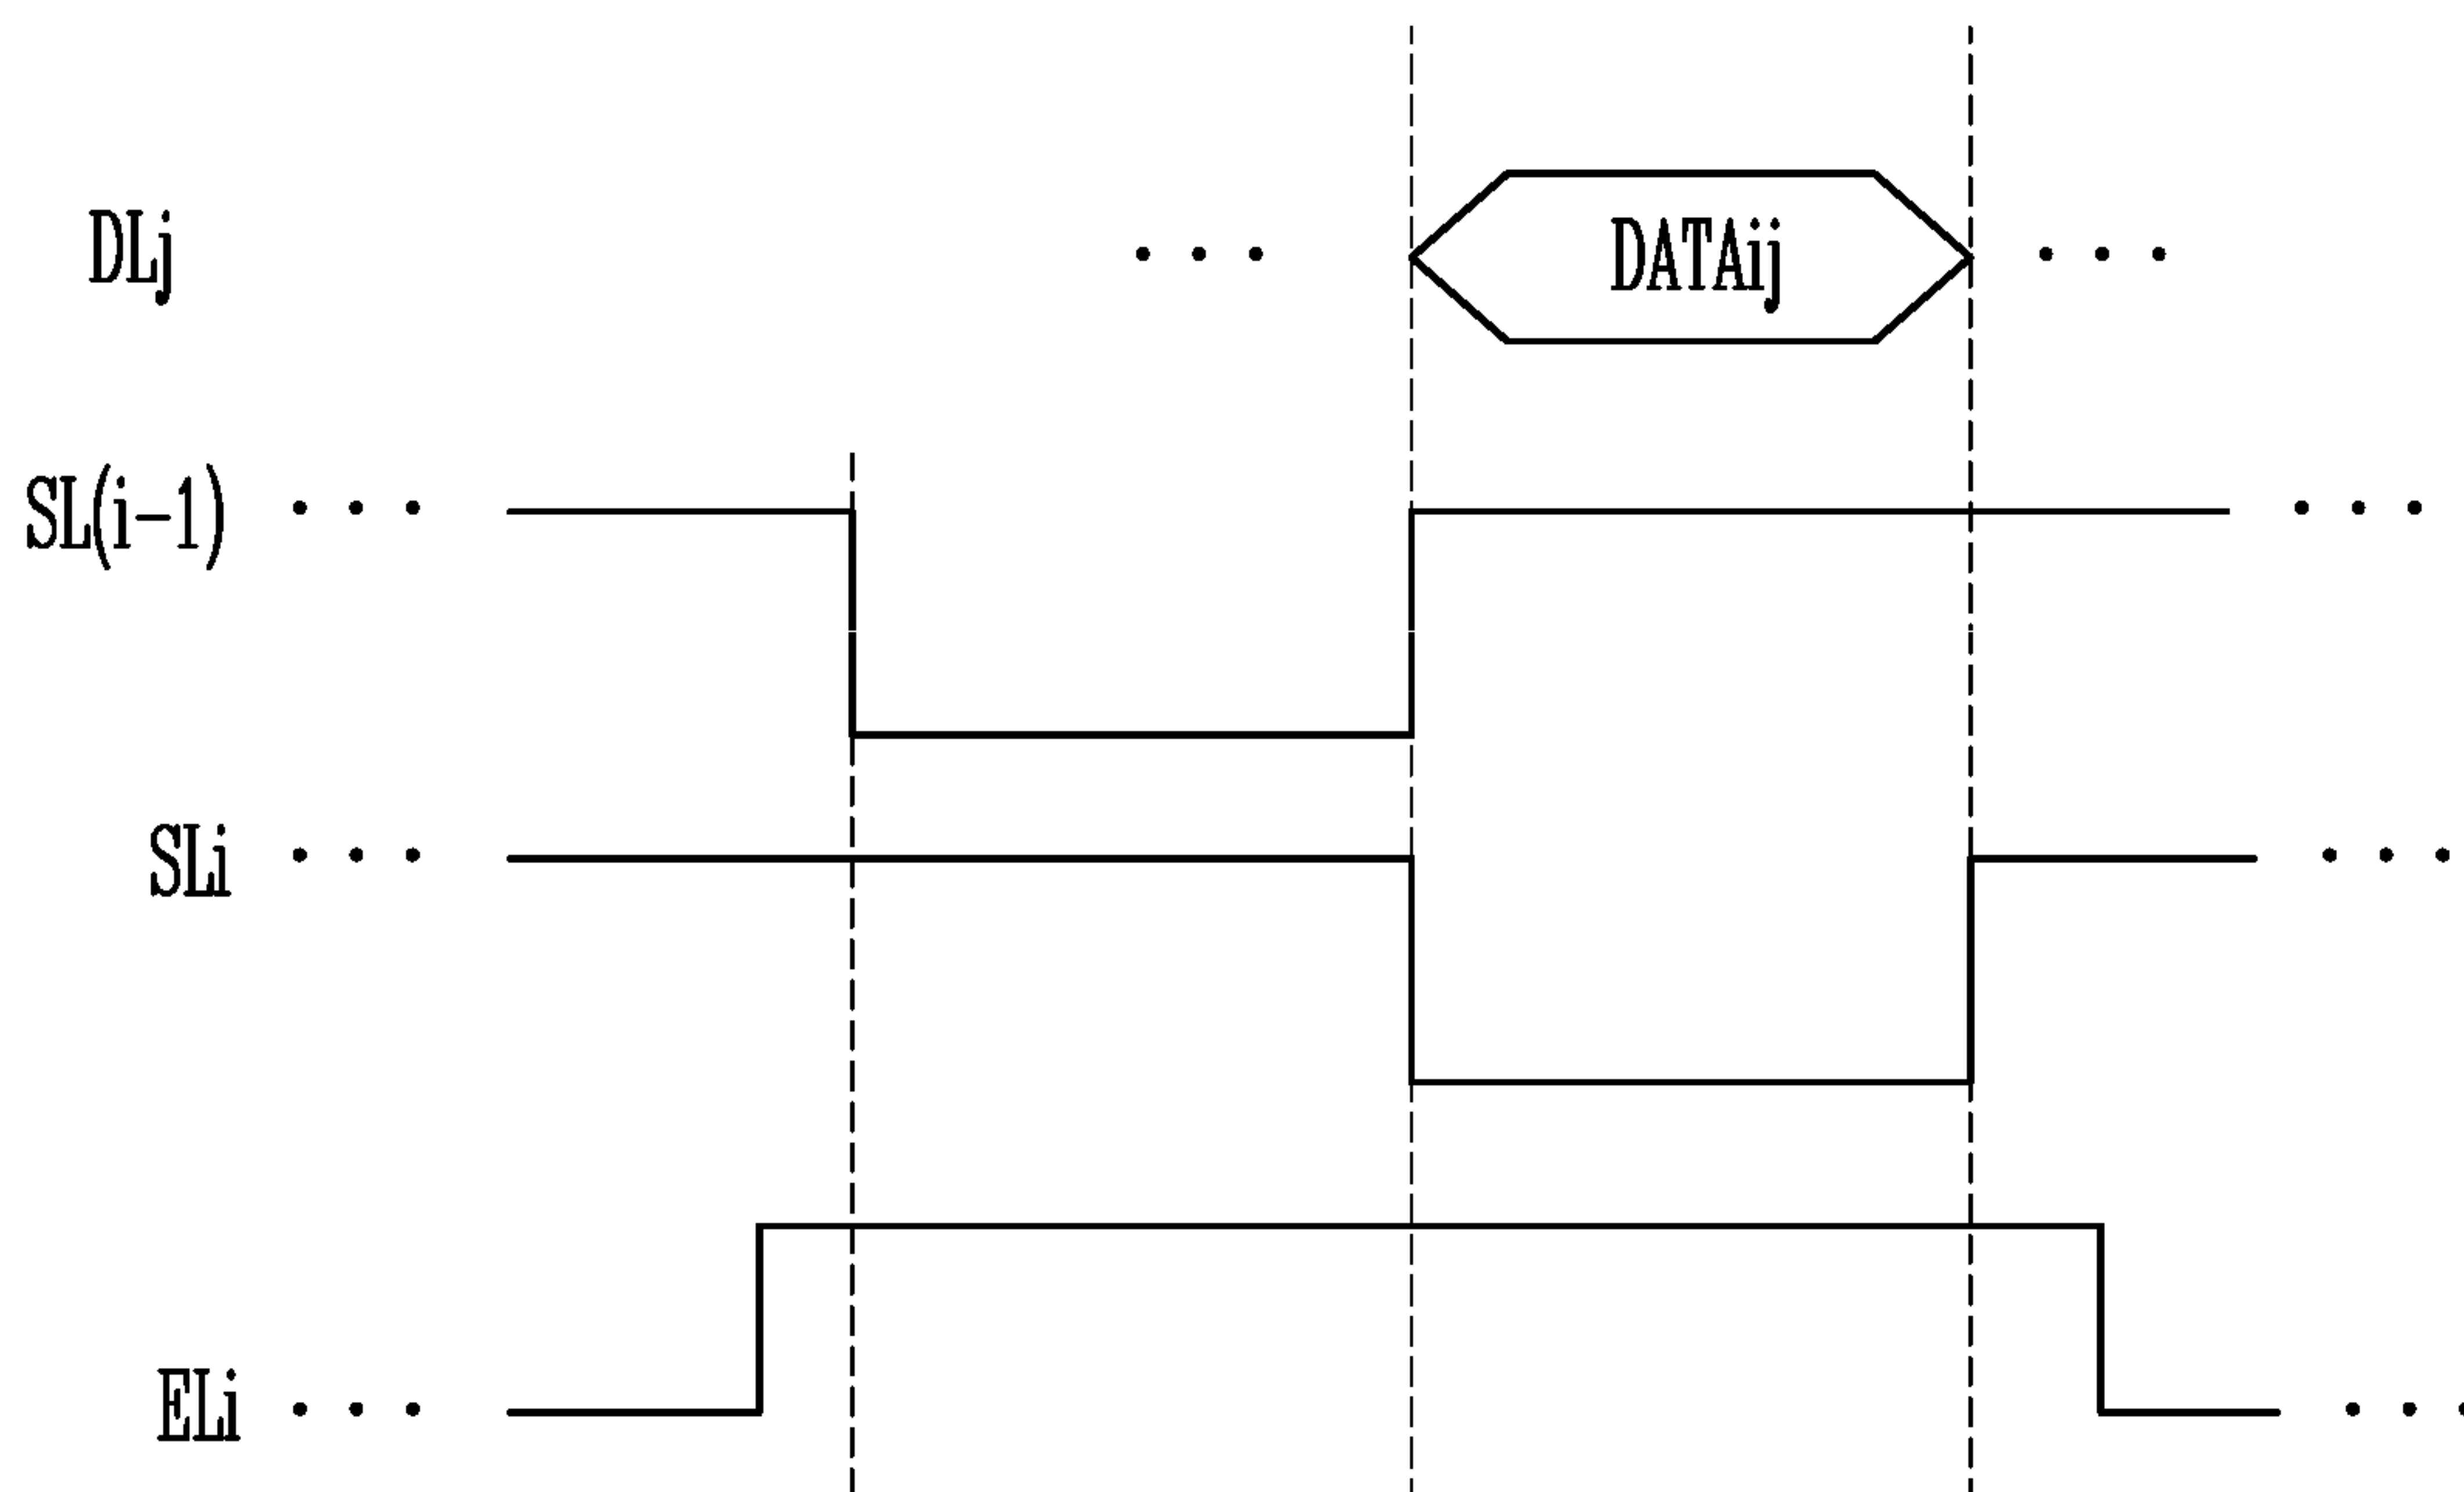 DLj
DATAij
SL(i-1)
SLi
ELi